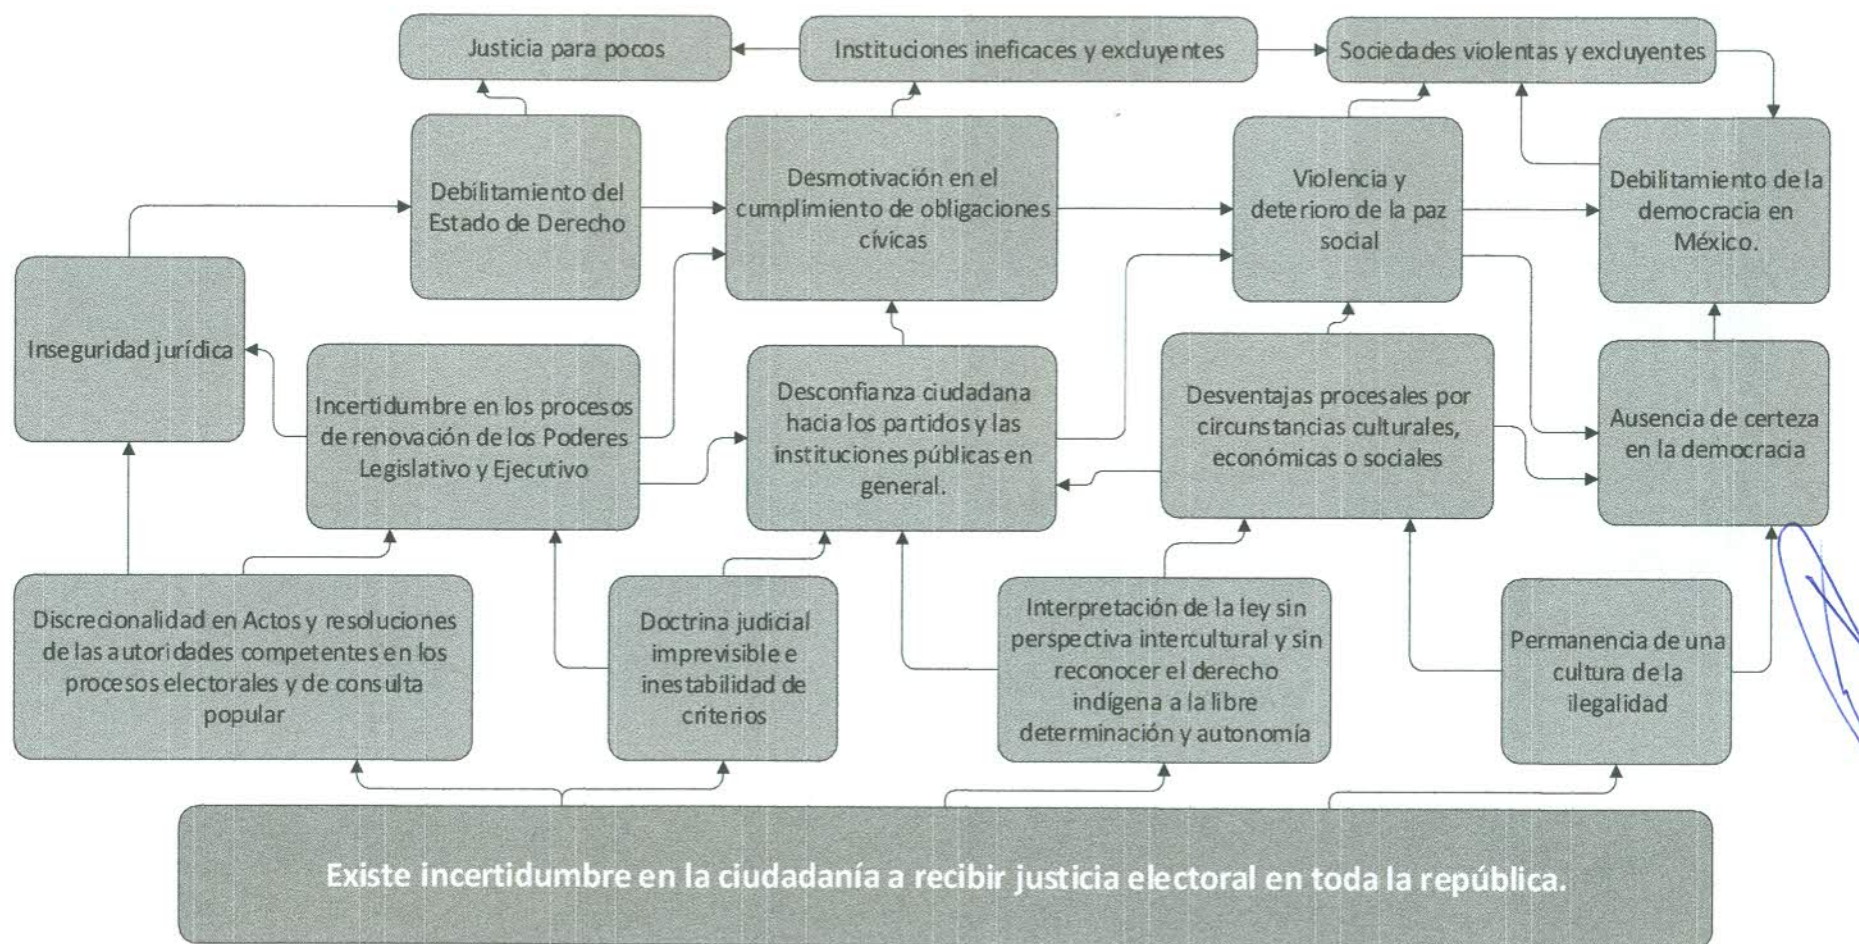 Justicia para pocos
Instituciones ineficaces y excluyentes
Sociedades violentas y excluyentes
Debilitamiento del
Estado de Derecho
Desmotivación en el
cumplimiento de obligaciones
cívicas
Violencia y
deterioro de la paz
social
Debilitamiento de la
democracia en
México.
Inseguridad jurídica
Incertidumbre en los procesos
de renovación de los Poderes
Legislativo y Ejecutivo
Desconfianza ciudadana
hacia los partidos y las
instituciones públicas en
general.
Desventajas procesales por
circunstancias culturales,
económicas o sociales
Ausencia de certeza
en la democracia
Discrecionalidad en Actos y resoluciones
de las autoridades competentes en los
procesos electorales y de consulta
popular
Doctrina judicial
imprevisible e
inestabilidad de
criterios
Interpretación de la ley sin
perspectiva intercultural y sin
reconocer el derecho
indígena a la libre
determinación y autonomía
Permanencia de una
cultura de la
ilegalidad
Existe incertidumbre en la ciudadanía a recibir justicia electoral en toda la república.